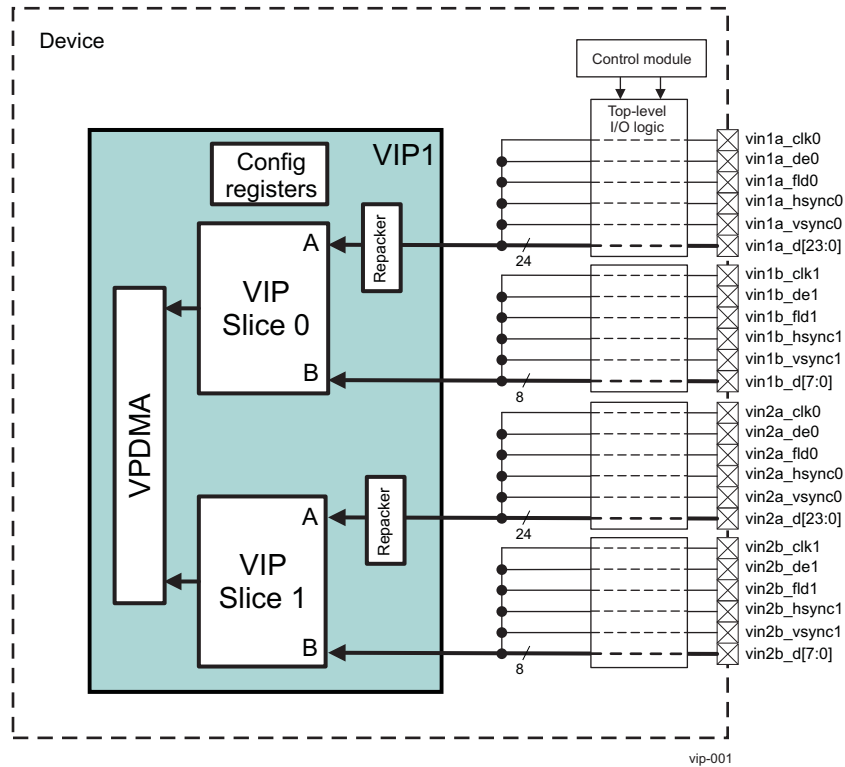 Device
Control module
Top-level
I/O logic
VIP1
Config
registers
vin1a_clk0
vin1a_de0
vin1a_fld0
vin1a_hsync0
vin1a_vsync0
vin1a_d[23:0]
A
Repacker
24
VIP
Slice 0
vin1b_clk1
vin1b_de1
vin1b_fld1
vin1b_hsync1
vin1b_vsync1
vin1b_d[7:0]
B
8
VPDMA
vin2a_clk0
vin2a_de0
vin2a_fld0
vin2a_hsync0
vin2a_vsync0
vin2a_d[23:0]
A
Repacker
24
VIP
Slice 1
vin2b_clk1
vin2b_de1
vin2b_fld1
vin2b_hsync1
vin2b_vsync1
vin2b_d[7:0]
B
8
vip-001